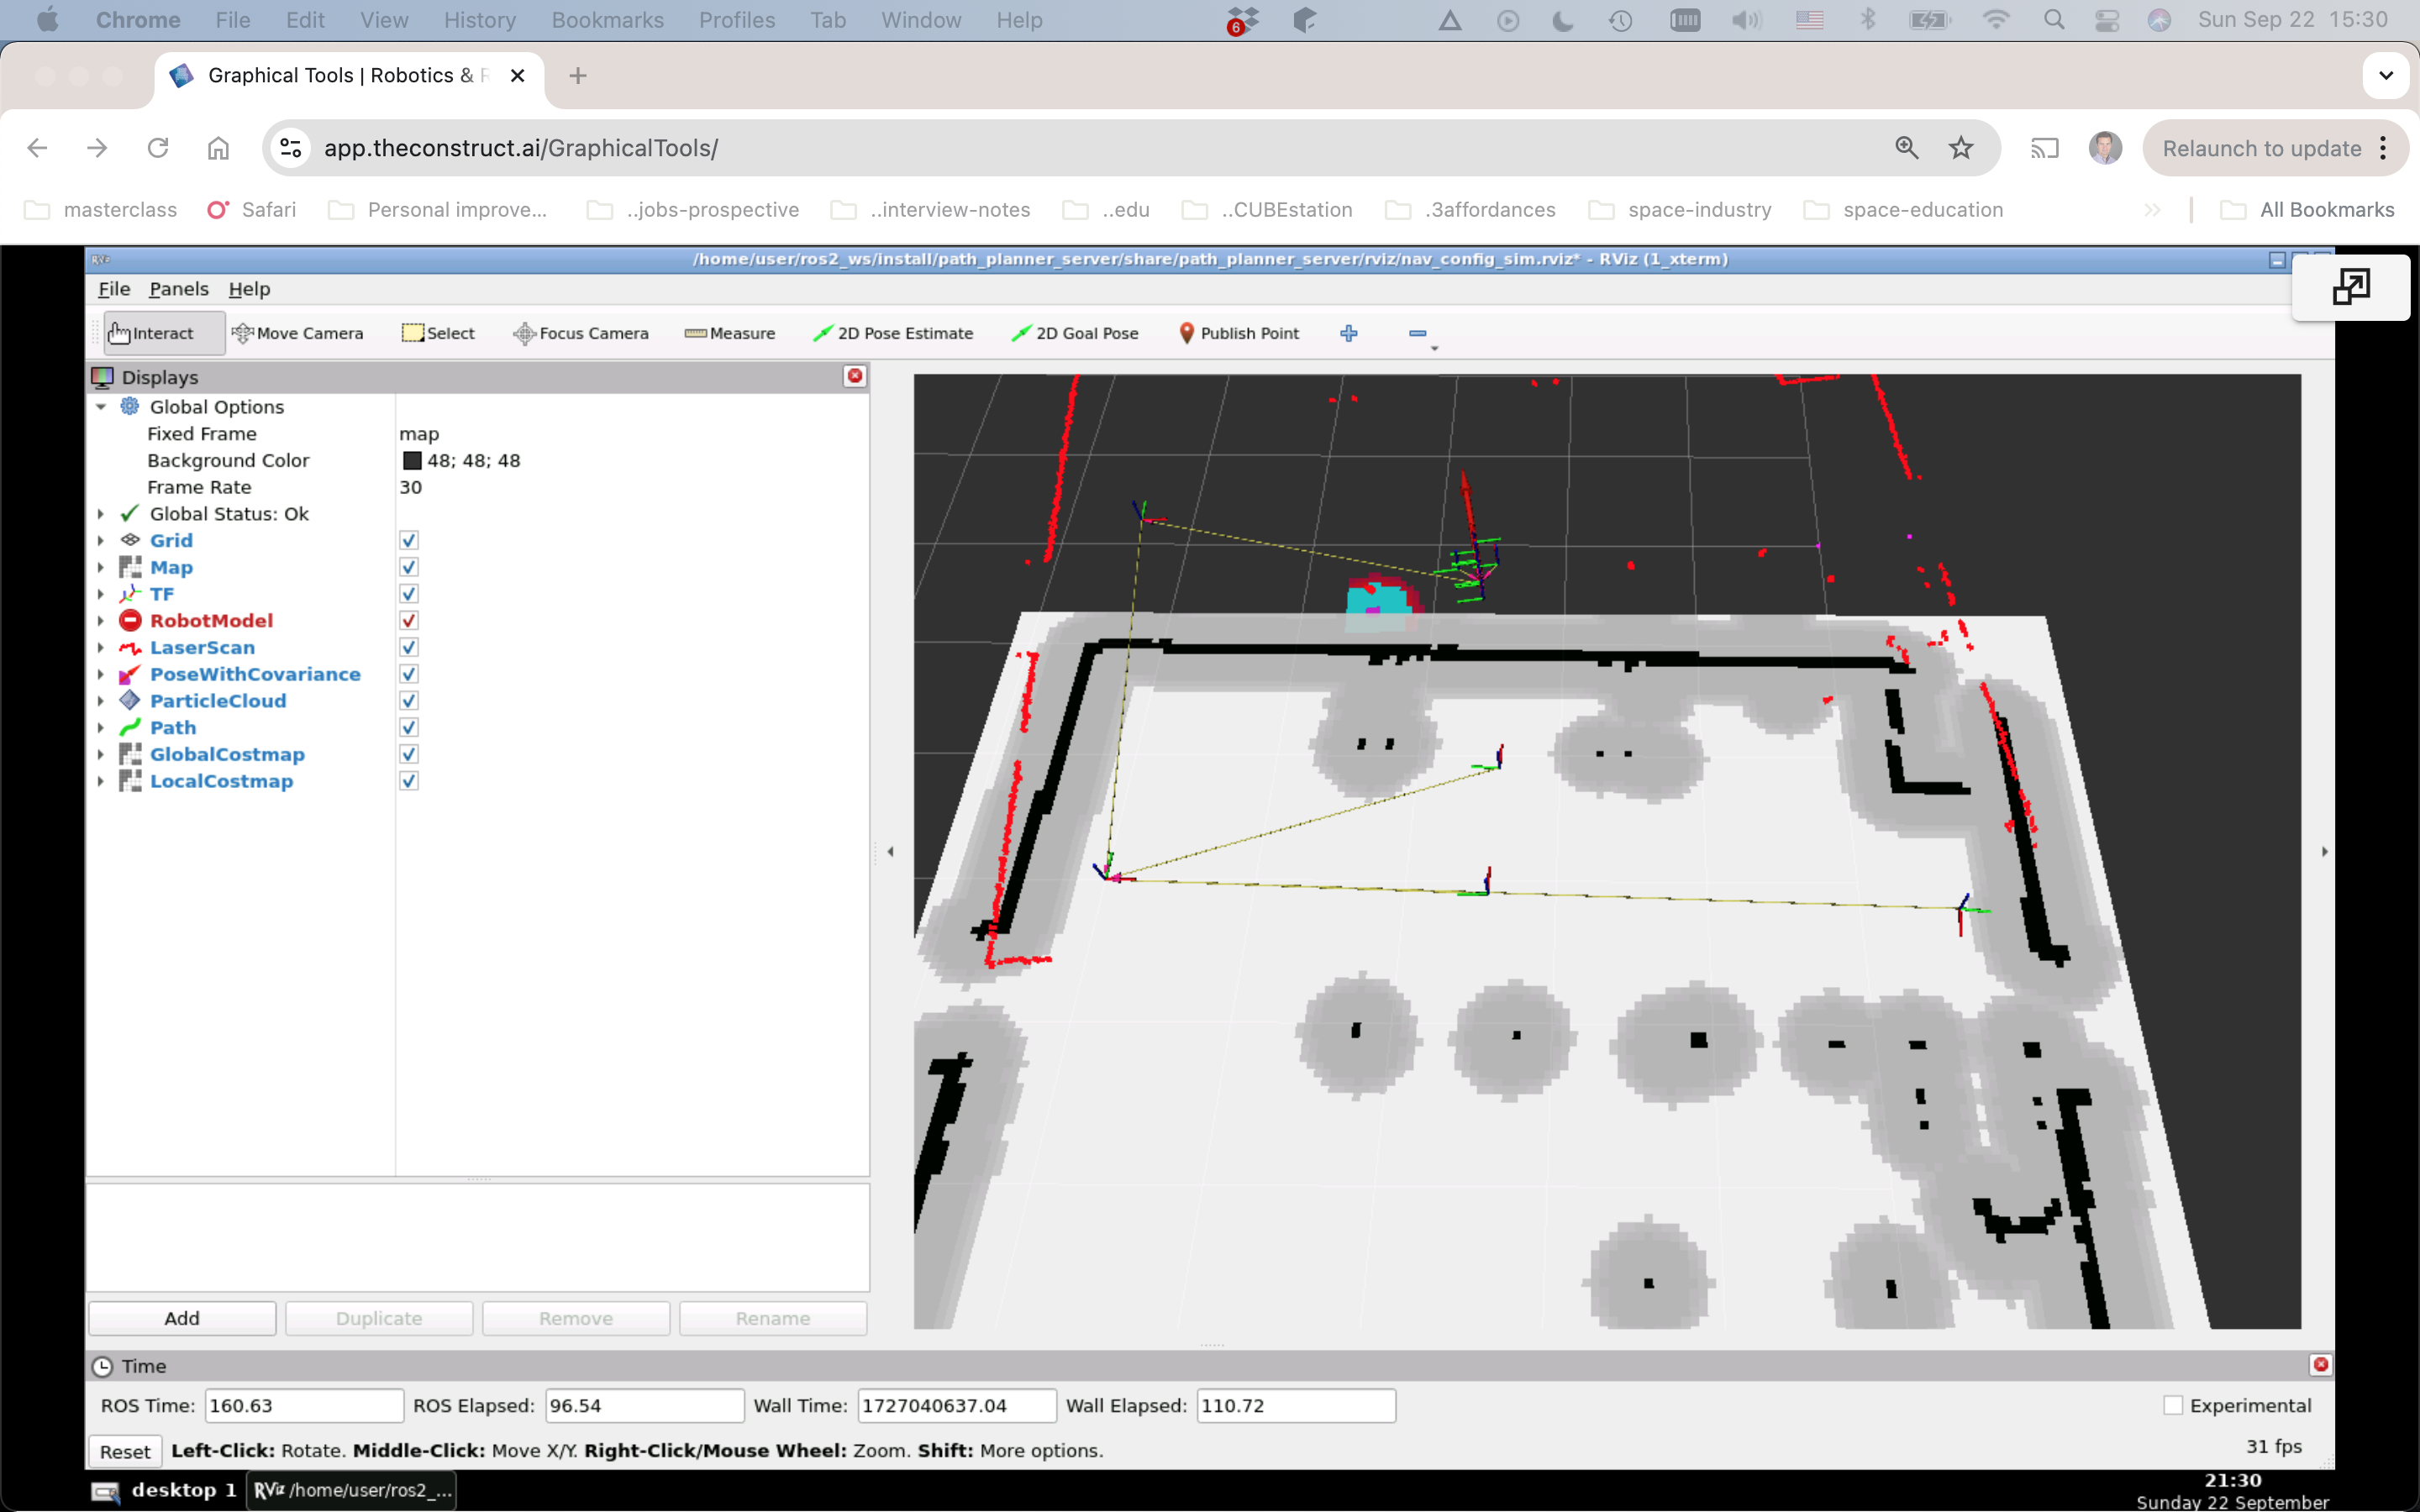 Chrome File Edit View History Bookmarks Profiles Tab Window Help 6 Sun Sep 22 15:30
Graphical Tools | Robotics & R
app.theconstruct.ai/GraphicalTools/ Relaunch to update
masterclass Safari Personal improve... ..jobs-prospective ..interview-notes ..edu ..CUBEstation .3affordances space-industry space-education All Bookmarks
RViz /home/user/ros2_ws/install/path_planner_server/share/path_planner_server/rviz/nav_config_sim.rviz* - RViz (1_xterm)
File Panels Help
Interact Move Camera Select Focus Camera Measure 2D Pose Estimate 2D Goal Pose Publish Point
Displays
Global Options
Fixed Frame map
Background Color 48; 48; 48
Frame Rate 30
Global Status: Ok
Grid
Map
TF
RobotModel
LaserScan
PoseWithCovariance
ParticleCloud
Path
GlobalCostmap
LocalCostmap
Add Duplicate Remove Rename
Time
ROS Time: 160.63 ROS Elapsed: 96.54 Wall Time: 1727040637.04 Wall Elapsed: 110.72 Experimental
Reset Left-Click: Rotate. Middle-Click: Move X/Y. Right-Click/Mouse Wheel: Zoom. Shift: More options. 31 fps
desktop 1 RViz /home/user/ros2_... 21:30
Sunday 22 September